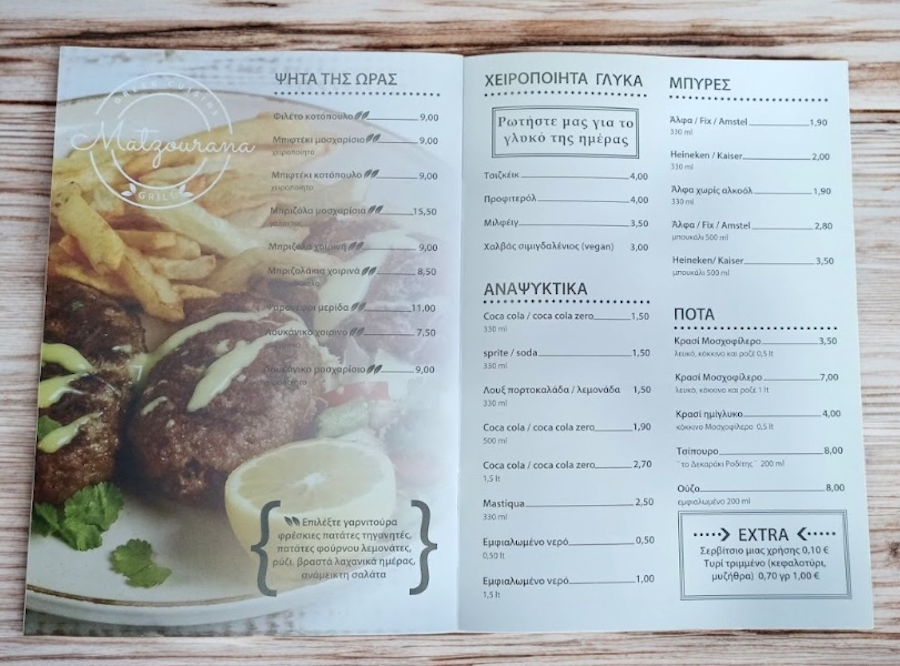 Matzourana
GRILL
ΨΗΤΑ ΤΗΣ ΩΡΑΣ
Φιλέτο κοτόπουλο 9,00
Μπιφτέκι μοσχαρίσιο 9,00
χειροποίητο
Μπιφτέκι κοτόπουλο 9,00
χειροποίητο
Μπριζόλα μοσχαρίσια 15,50
Μπριζόλα χοιρινή 9,00
Μπριζολάκια χοιρινά 8,50
Ψαρονέφρι μερίδα 11,00
Λουκάνικο χοιρινό 7,50
Λουκάνικο μοσχαρίσιο 9,00
Επιλέξτε γαρνιτούρα
φρέσκιες πατάτες τηγανητές,
πατάτες φούρνου λεμονάτες,
ρύζι, βραστά λαχανικά ημέρας,
ανάμεικτη σαλάτα
ΧΕΙΡΟΠΟΙΗΤΑ ΓΛΥΚΑ
Ρωτήστε μας για το
γλυκό της ημέρας
Τσιζκέικ 4,00
Προφιτερόλ 4,00
Μιλφέιγ 3,50
Χαλβάς σιμιγδαλένιος (vegan) 3,00
ΑΝΑΨΥΚΤΙΚΑ
Coca cola / coca cola zero 1,50
330 ml
sprite / soda 1,50
330 ml
Λουξ πορτοκαλάδα / λεμονάδα 1,50
330 ml
Coca cola / coca cola zero 1,90
500 ml
Coca cola / coca cola zero 2,70
1,5 lt
Mastiqua 2,50
330 ml
Εμφιαλωμένο νερό 0,50
0,50 lt
Εμφιαλωμένο νερό 1,00
1,5 lt
ΜΠΥΡΕΣ
Άλφα / Fix / Amstel 1,90
330 ml
Heineken / Kaiser 2,00
330 ml
Άλφα χωρίς αλκοόλ 1,90
330 ml
Άλφα / Fix / Amstel 2,80
μπουκάλι 500 ml
Heineken/ Kaiser 3,50
μπουκάλι 500 ml
ΠΟΤΑ
Κρασί Μοσχοφίλερο 3,50
λευκό, κόκκινο και ροζέ 0,5 lt
Κρασί Μοσχοφίλερο 7,00
λευκό, κόκκινο και ροζέ 1 lt
Κρασί ημίγλυκο 4,00
κόκκινο Μοσχοφίλερο 0,5 lt
Τσίπουρο 8,00
¨το Δεκαράκι Ροδίτης¨ 200 ml
Ούζο 8,00
εμφιαλωμένο 200 ml
EXTRA
Σερβίτσιο μιας χρήσης 0,10 €
Τυρί τριμμένο (κεφαλοτύρι,
μυζήθρα) 0,70 γρ 1,00 €